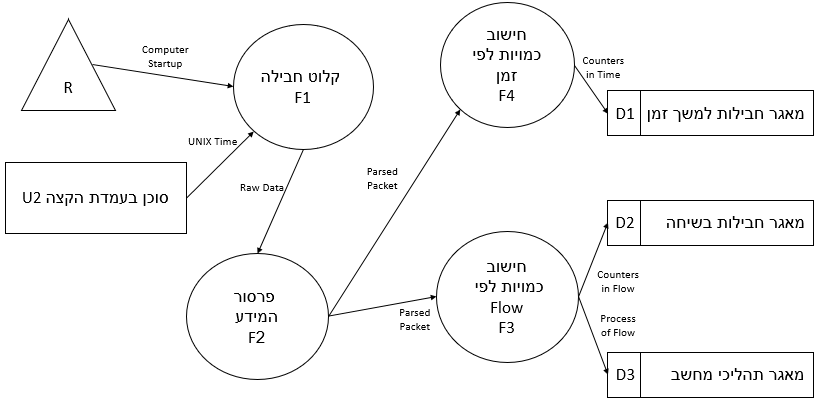 R
Computer
Startup
קלוט חבילה
F1
UNIX Time
סוכן בעמדת הקצה U2
Raw Data
פרסור
המידע
F2
Parsed
Packet
חישוב
כמויות לפי
זמן
F4
Counters
in Time
D1
מאגר חבילות למשך זמן
Parsed
Packet
חישוב
כמויות לפי
Flow
F3
D2
מאגר חבילות בשיחה
Counters
in Flow
Process
of Flow
D3
מאגר תהליכי מחשב